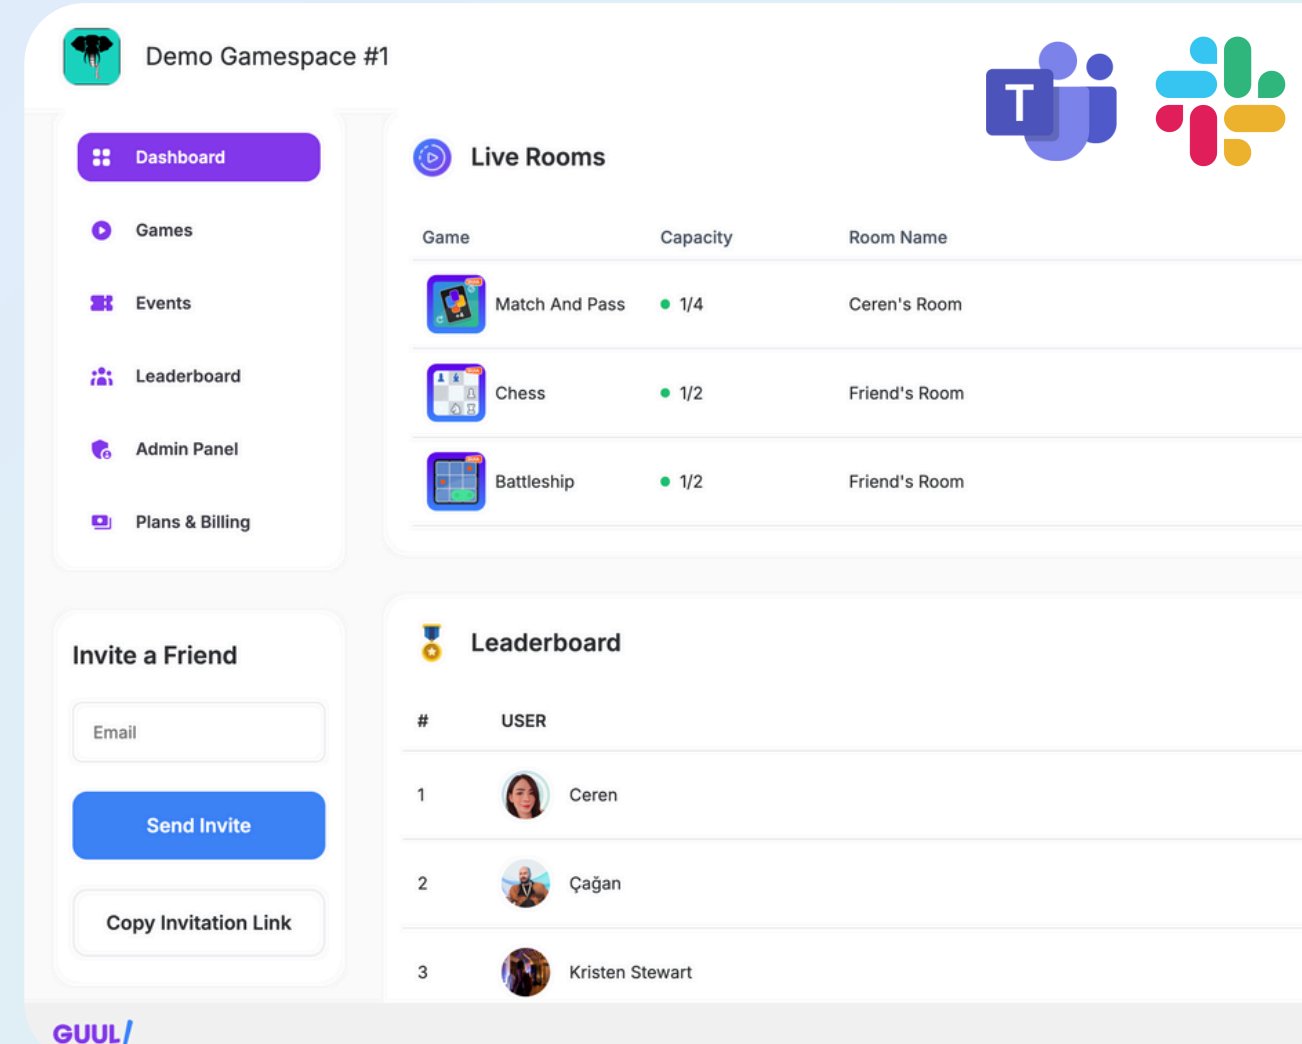 Demo Gamespace #1
T
Dashboard
Games
Events
Leaderboard
Admin Panel
Plans & Billing
Live Rooms
Game Capacity Room Name
Match And Pass 1/4 Ceren's Room
Chess 1/2 Friend's Room
Battleship 1/2 Friend's Room
Invite a Friend
Email
Send Invite
Copy Invitation Link
Leaderboard
# USER
1 Ceren
2 Çağan
3 Kristen Stewart
GUUL/